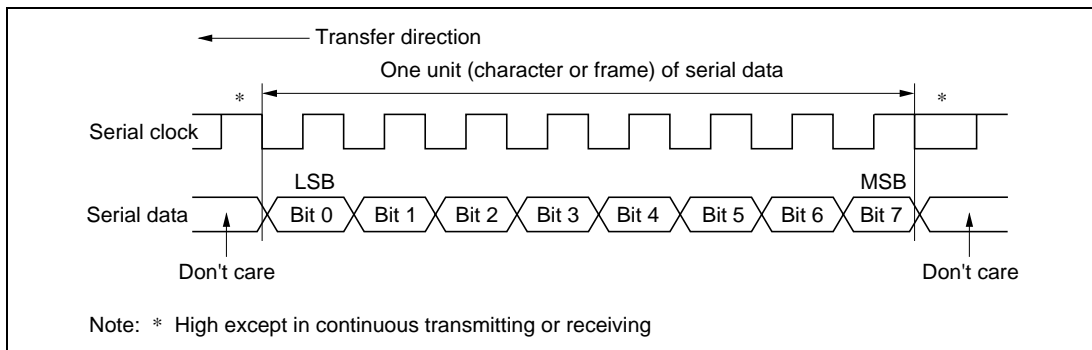 Transfer direction
One unit (character or frame) of serial data
* *
Serial clock
LSB MSB
Serial data Bit 0 Bit 1 Bit 2 Bit 3 Bit 4 Bit 5 Bit 6 Bit 7
Don't care Don't care
Note: * High except in continuous transmitting or receiving